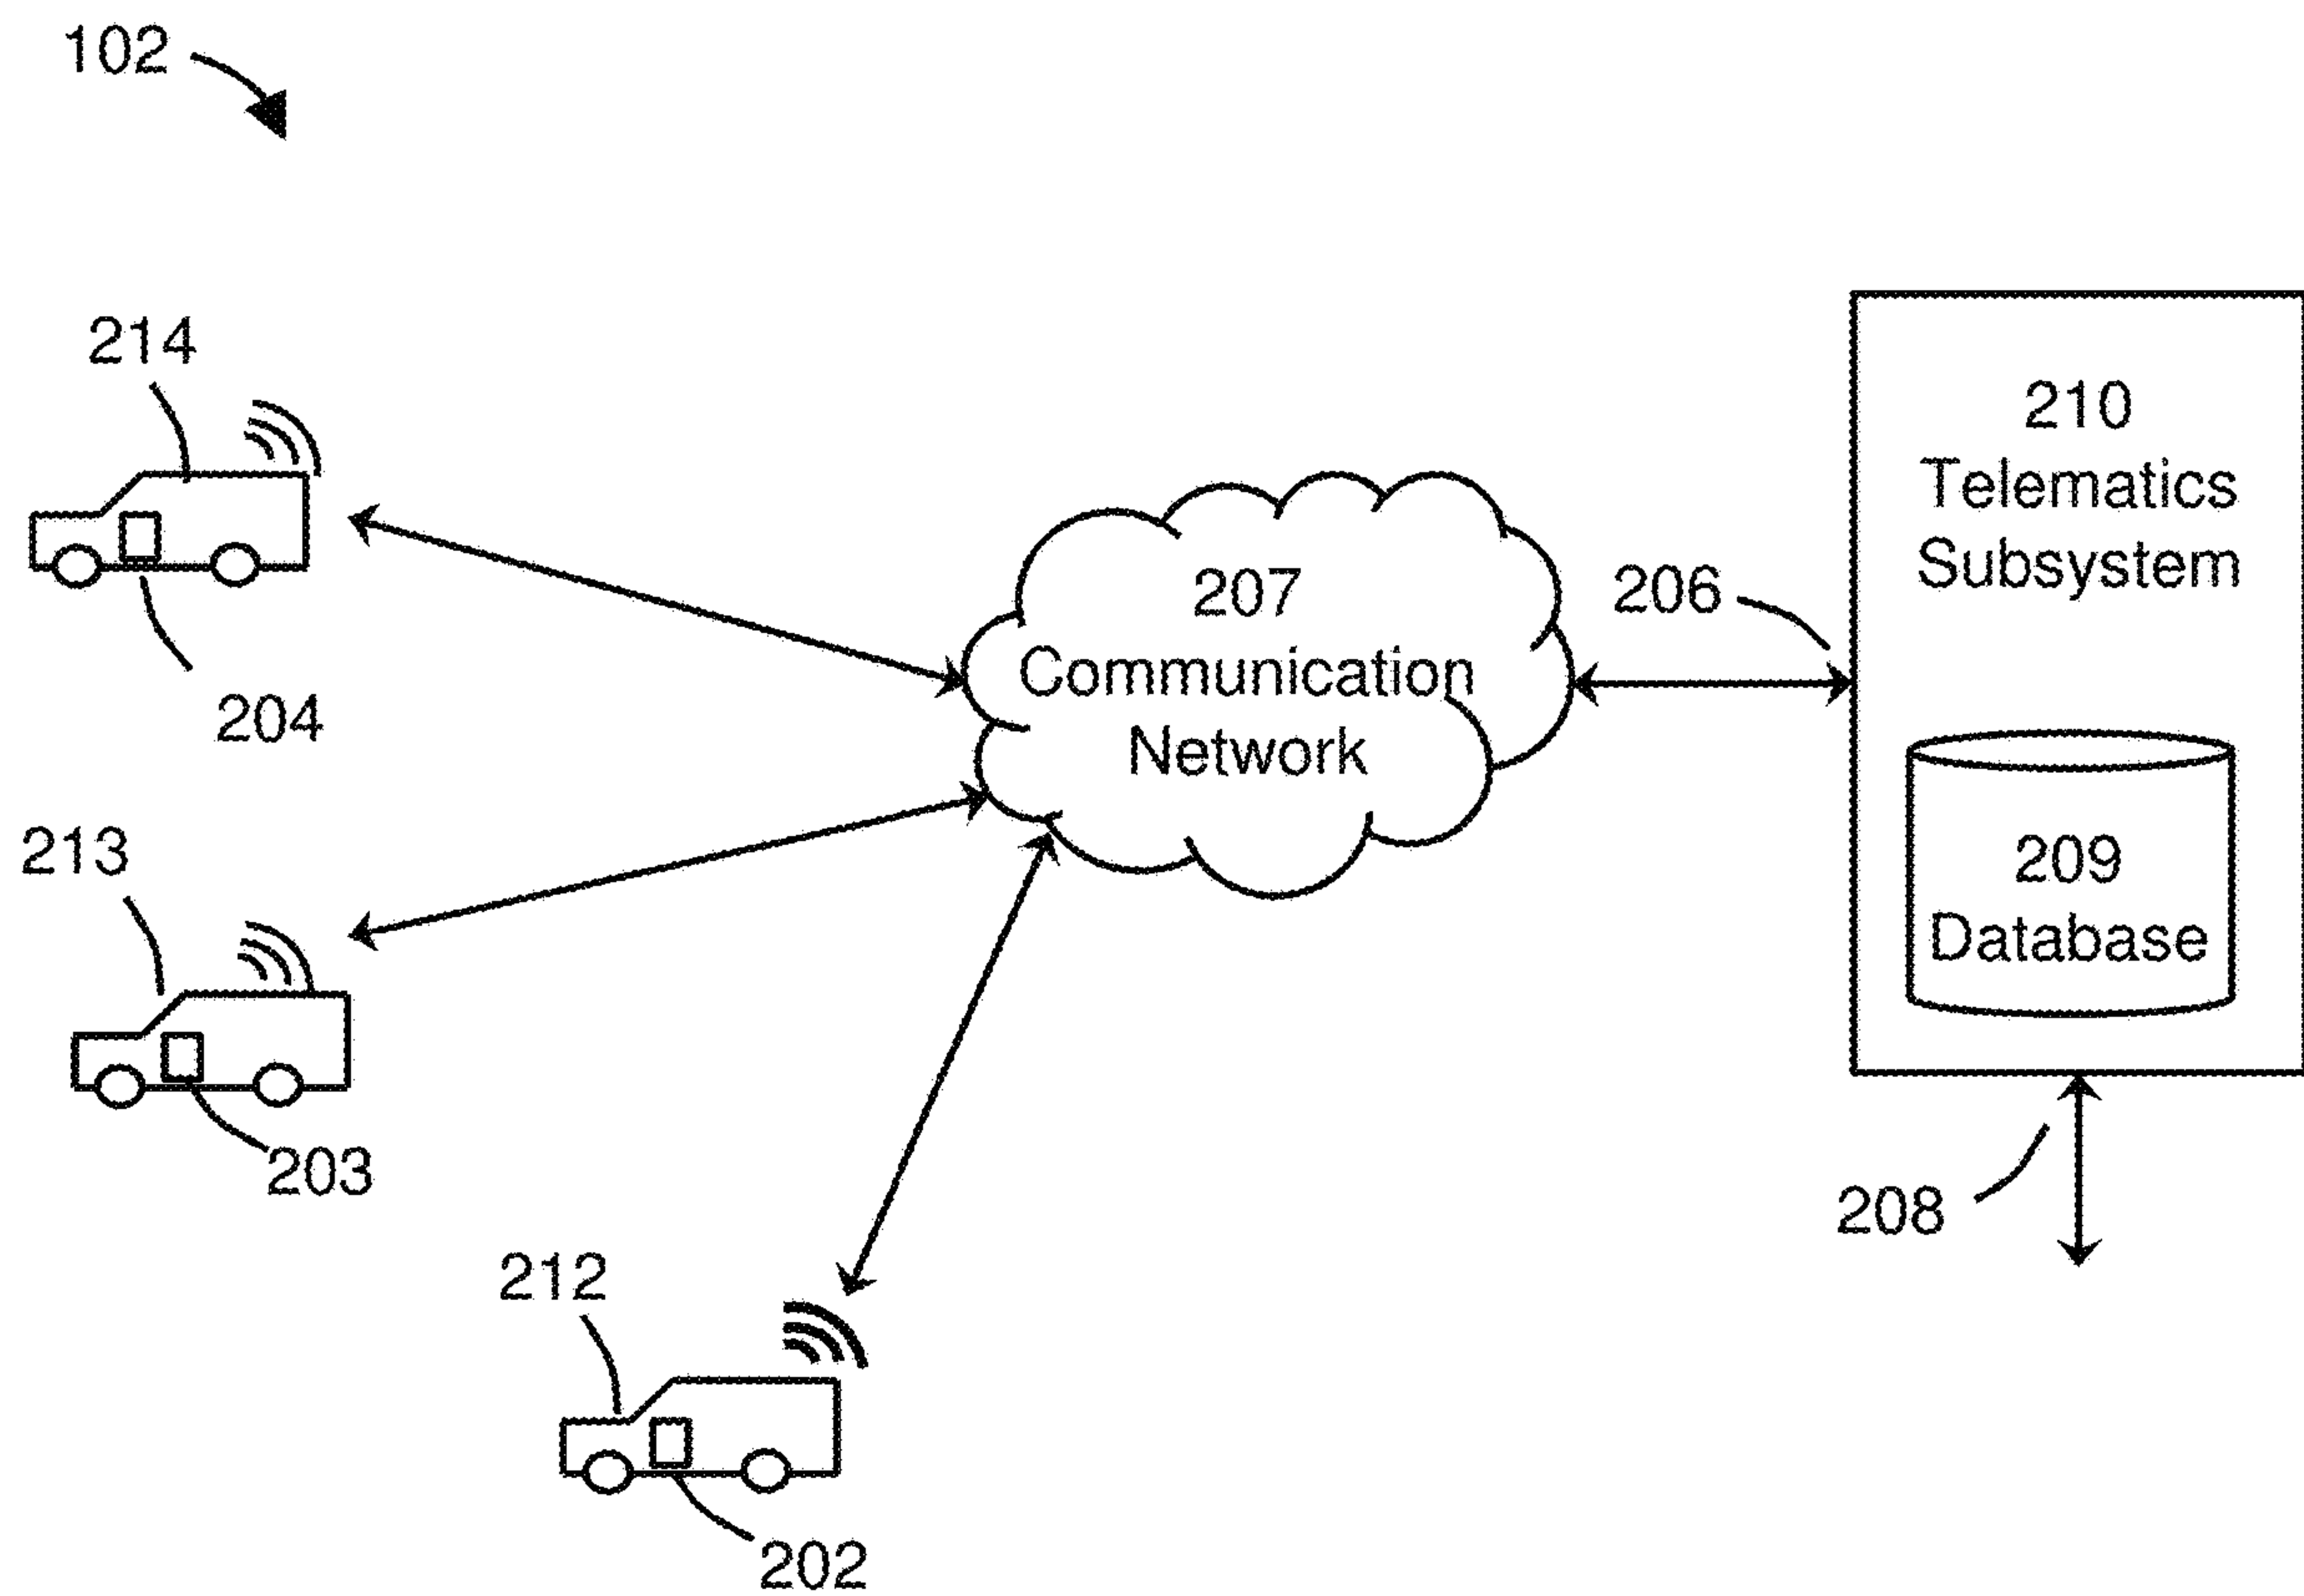 102
214
204
213
203
212
202
207
Communication
Network
206
210
Telematics
Subsystem
209
Database
208